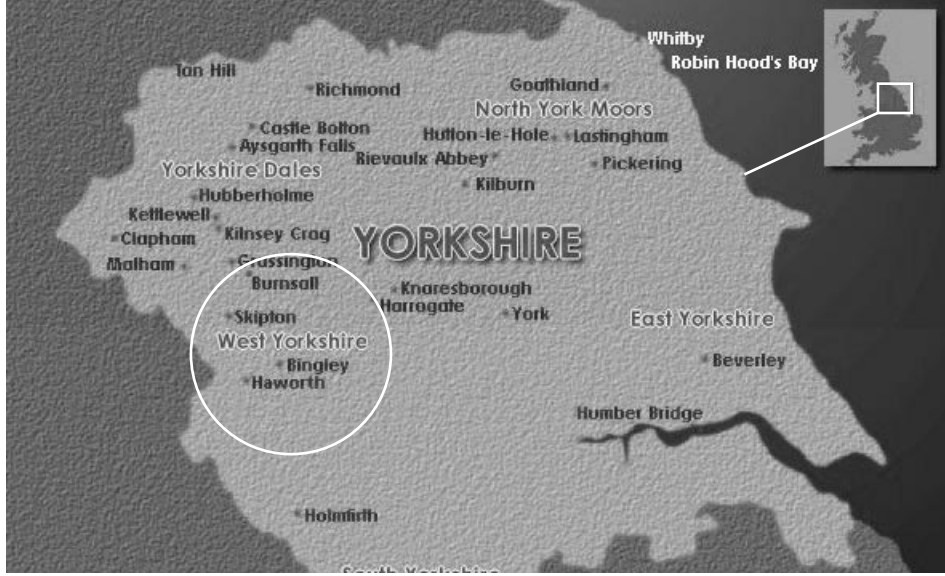 Whitby
Robin Hood's Bay
Tan Hill
Richmond
Goathland
North York Moors
Castle Bolton
Hutton-le-Hole
Lastingham
Aysgarth Falls
Rievaulx Abbey
Pickering
Yorkshire Dales
Kilburn
Hubberholme
Kettlewell
Clapham
Kilnsey Crag
YORKSHIRE
Malham
Grassington
Burnsall
Knaresborough
Harrogate
York
Skipton
East Yorkshire
West Yorkshire
Bingley
Beverley
Haworth
Humber Bridge
Holmfirth
South Yorkshire